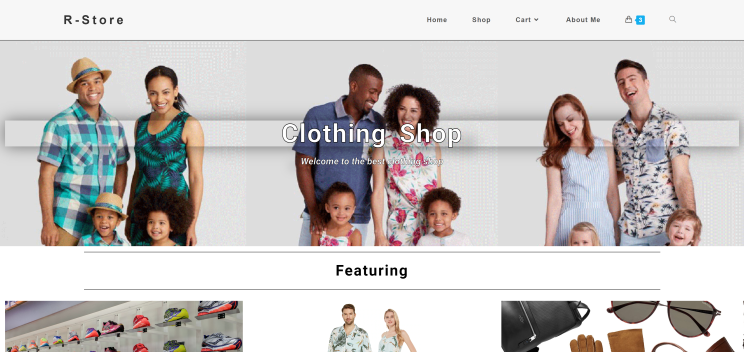 R-Store
Home Shop Cart About Me 3
Clothing Shop
Welcome to the best clothing shop
Featuring